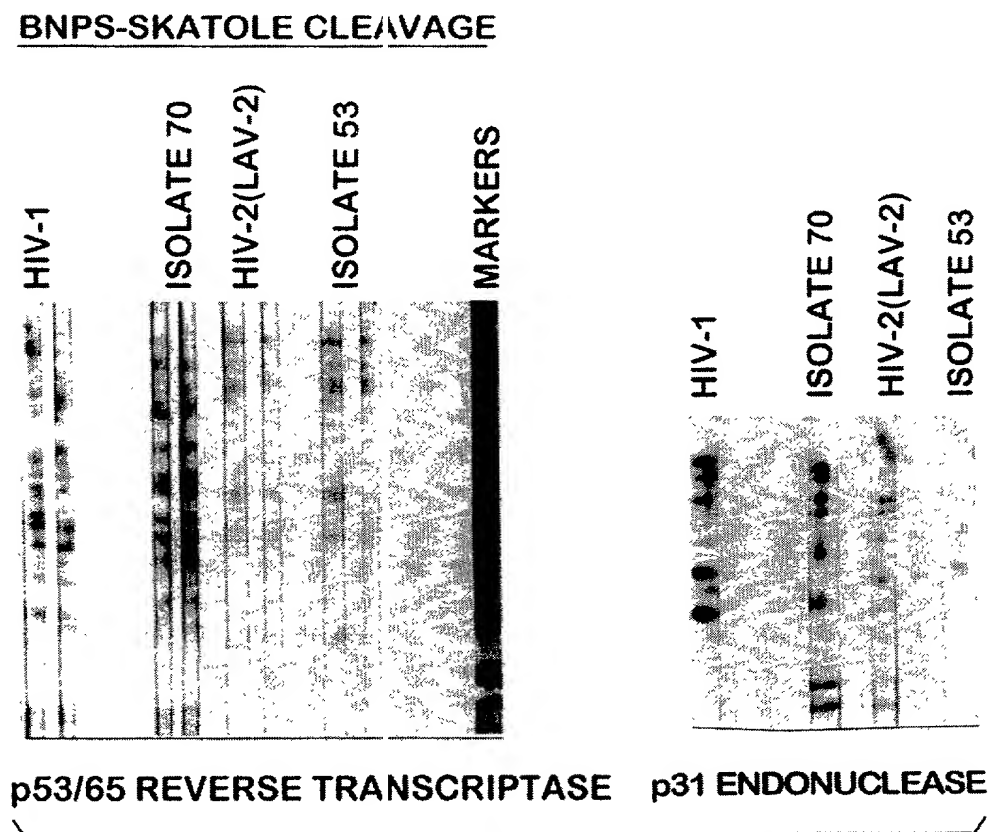 BNPS-SKATOLE CLEAVAGE
HIV-1
ISOLATE 70
HIV-2(LAV-2)
ISOLATE 53
MARKERS
HIV-1
ISOLATE 70
HIV-2(LAV-2)
ISOLATE 53
p53/65 REVERSE TRANSCRIPTASE
p31 ENDONUCLEASE